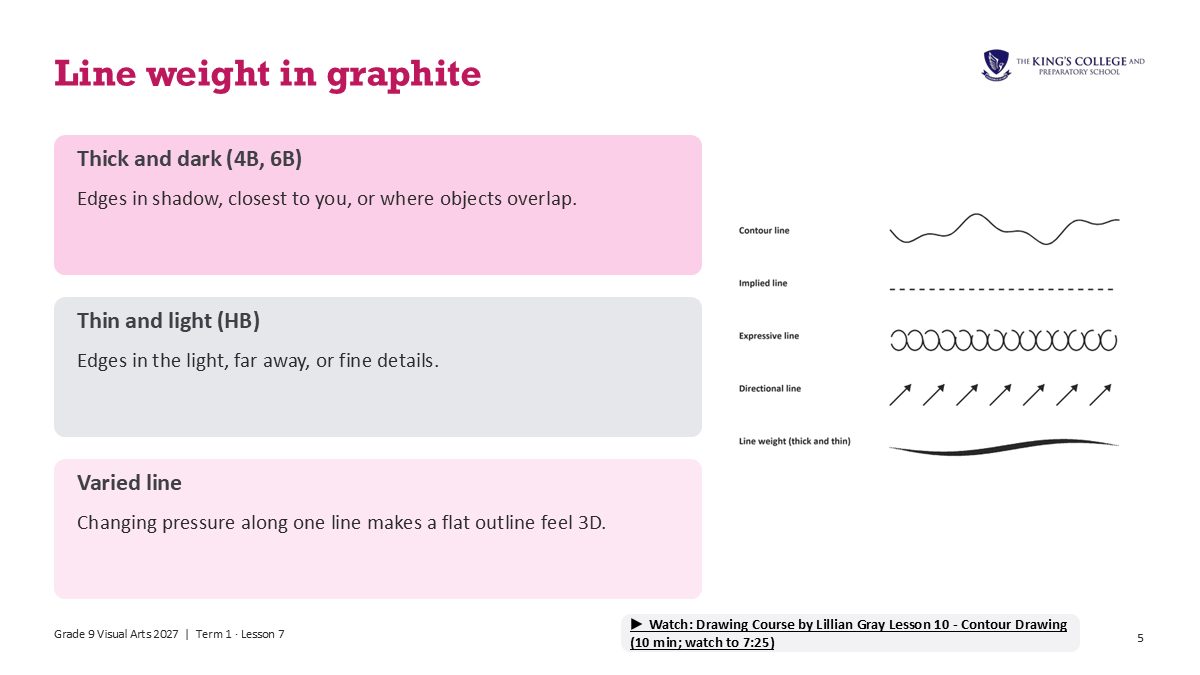 Line weight in graphite
THE KING'S COLLEGE AND
PREPARATORY SCHOOL
Thick and dark (4B, 6B)
Edges in shadow, closest to you, or where objects overlap.
Thin and light (HB)
Edges in the light, far away, or fine details.
Varied line
Changing pressure along one line makes a flat outline feel 3D.
Contour line
Implied line
Expressive line
Directional line
Line weight (thick and thin)
Grade 9 Visual Arts 2027 | Term 1 · Lesson 7
▶ Watch: Drawing Course by Lillian Gray Lesson 10 - Contour Drawing
(10 min; watch to 7:25)
5